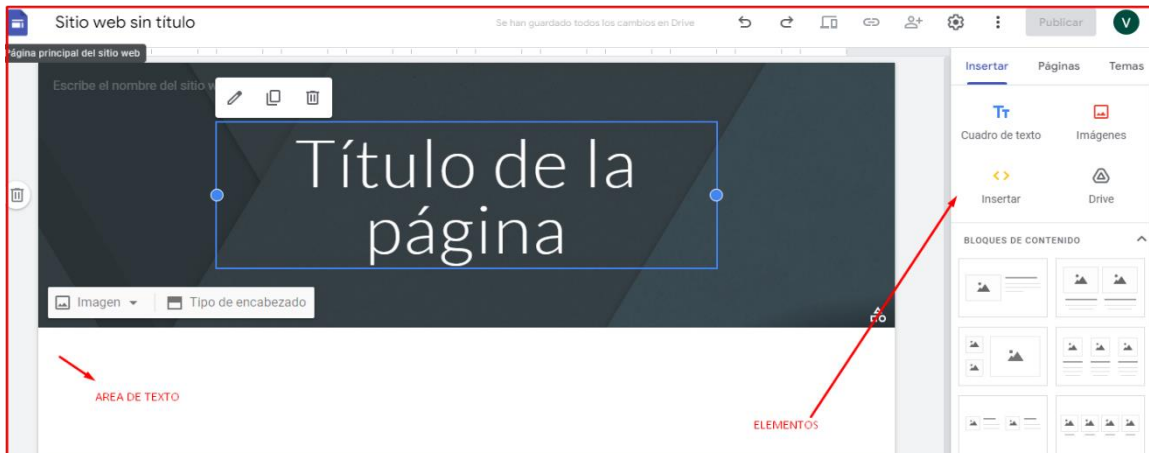 Sitio web sin título
Se han guardado todos los cambios en Drive
Publicar
V
Página principal del sitio web
Insertar Páginas Temas
Escribe el nombre del sitio w
Título de la
página
Cuadro de texto Imágenes
Insertar Drive
BLOQUES DE CONTENIDO
Imagen Tipo de encabezado
AREA DE TEXTO
ELEMENTOS